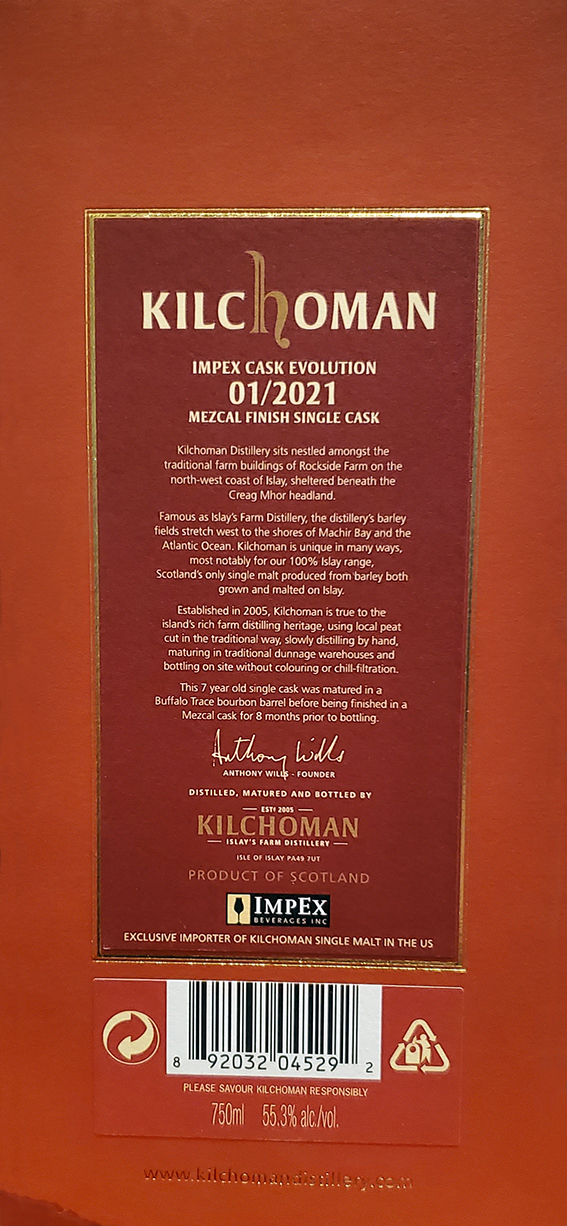 KILCHOMAN
IMPEX CASK EVOLUTION
01/2021
MEZCAL FINISH SINGLE CASK
Kilchoman Distillery sits nestled amongst the
traditional farm buildings of Rockside Farm on the
north-west coast of Islay, sheltered beneath the
Creag Mhor headland.
Famous as Islay's Farm Distillery, the distillery's barley
fields stretch west to the shores of Machir Bay and the
Atlantic Ocean. Kilchoman is unique in many ways,
most notably for our 100% Islay range,
Scotland's only single malt produced from barley both
grown and malted on Islay.
Established in 2005, Kilchoman is true to the
island's rich farm distilling heritage, using local peat
cut in the traditional way, slowly distilling by hand,
maturing in traditional dunnage warehouses and
bottling on site without colouring or chill-filtration.
This 7 year old single cask was matured in a
Buffalo Trace bourbon barrel before being finished in a
Mezcal cask for 8 months prior to bottling.
Anthony Wills
ANTHONY WILLS - FOUNDER
DISTILLED, MATURED AND BOTTLED BY
ESTd 2005
KILCHOMAN
ISLAY'S FARM DISTILLERY
ISLE OF ISLAY PA49 7UT
PRODUCT OF SCOTLAND
IMPEX
BEVERAGES INC
EXCLUSIVE IMPORTER OF KILCHOMAN SINGLE MALT IN THE US
8 92032 04529 2
PLEASE SAVOUR KILCHOMAN RESPONSIBLY
750ml 55.3% alc./vol.
www.kilchomandistillery.com